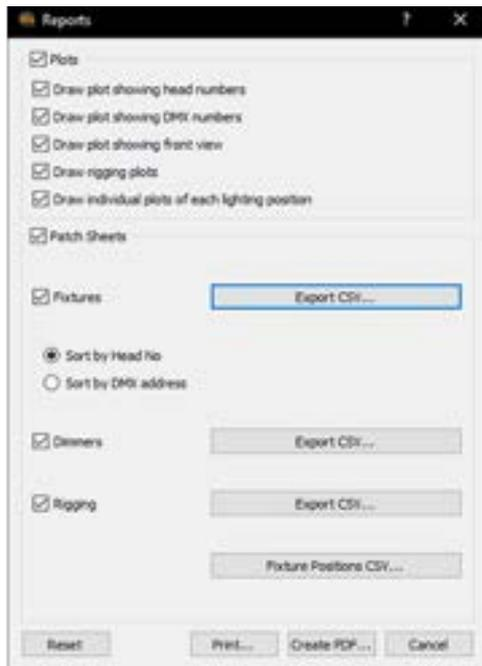 Reports ? ×
Plots
Draw plot showing head numbers
Draw plot showing DMX numbers
Draw plot showing front view
Draw rigging plots
Draw individual plots of each lighting position
Patch Sheets
Fixtures Export CSV...
Sort by Head No
Sort by DMX address
Dimmers Export CSV...
Rigging Export CSV...
Fixture Positions CSV...
Reset Print... Create PDF... Cancel